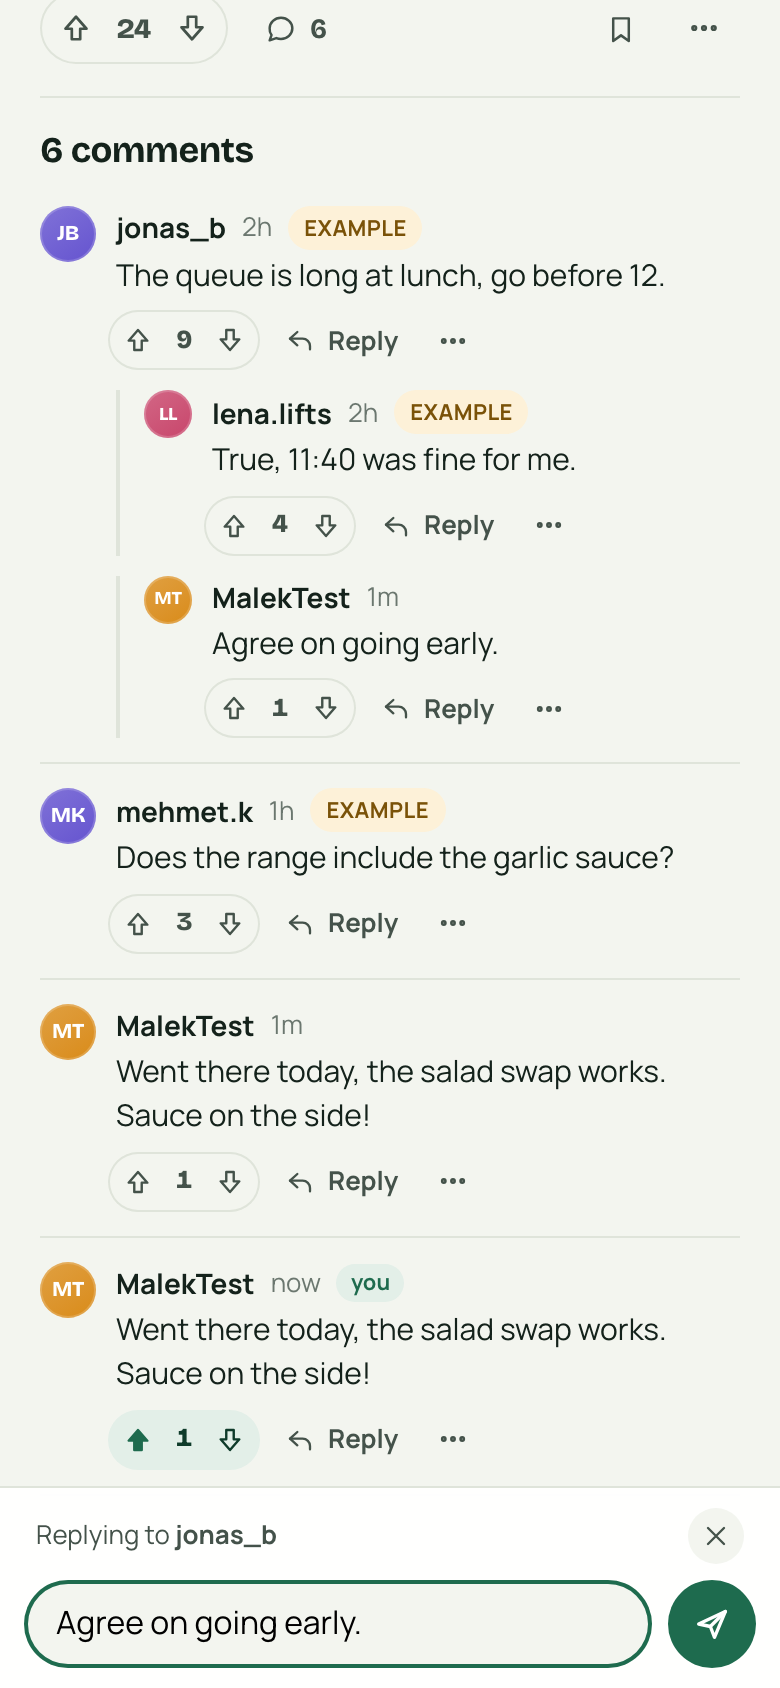 24 6
6 comments
JB jonas_b 2h EXAMPLE
The queue is long at lunch, go before 12.
9 Reply
LL lena.lifts 2h EXAMPLE
True, 11:40 was fine for me.
4 Reply
MT MalekTest 1m
Agree on going early.
1 Reply
MK mehmet.k 1h EXAMPLE
Does the range include the garlic sauce?
3 Reply
MT MalekTest 1m
Went there today, the salad swap works.
Sauce on the side!
1 Reply
MT MalekTest now you
Went there today, the salad swap works.
Sauce on the side!
1 Reply
Replying to jonas_b
Agree on going early.